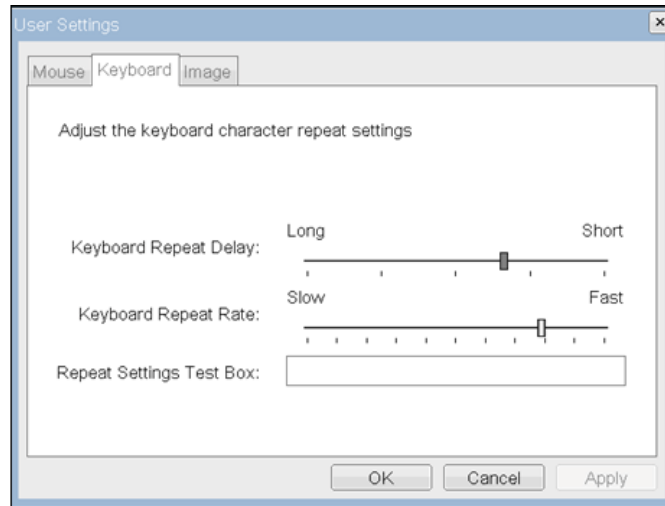 User Settings
Mouse Keyboard Image
Adjust the keyboard character repeat settings
Long Short
Keyboard Repeat Delay:
Slow Fast
Keyboard Repeat Rate:
Repeat Settings Test Box:
OK Cancel Apply